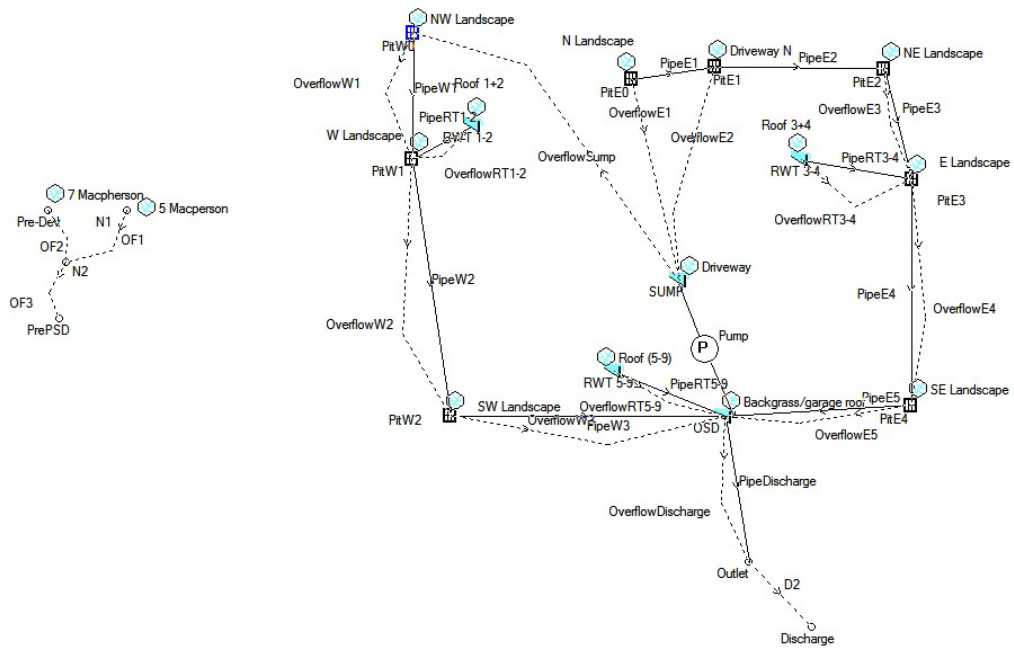 NW Landscape
PitW0
N Landscape
PipeE1
Driveway N
PipeE2
NE Landscape
PitE0
PitE1
PitE2
OverflowW1
PipeW1
Roof 1+2
PipeRT1-2
RWT 1-2
OverflowE1
OverflowE2
OverflowE3
PipeE3
W Landscape
PitW1
OverflowRT1-2
OverflowSump
Roof 3+4
PipeRT3-4
RWT 3-4
E Landscape
PitE3
OverflowRT3-4
7 Macpherson
5 Macperson
Pre-Dev
N1
OF2
OF1
N2
OF3
PrePSD
PipeW2
OverflowW2
Driveway
SUMP
PipeE4
OverflowE4
Pump
P
Roof (5-9)
RWT 5-9
PipeRT5-9
SW Landscape
OverflowRT5-9
Backgrass/garage roof
PipeE5
SE Landscape
PitW2
OverflowW3
PipeW3
OSD
PitE4
OverflowE5
PipeDischarge
OverflowDischarge
Outlet
D2
Discharge